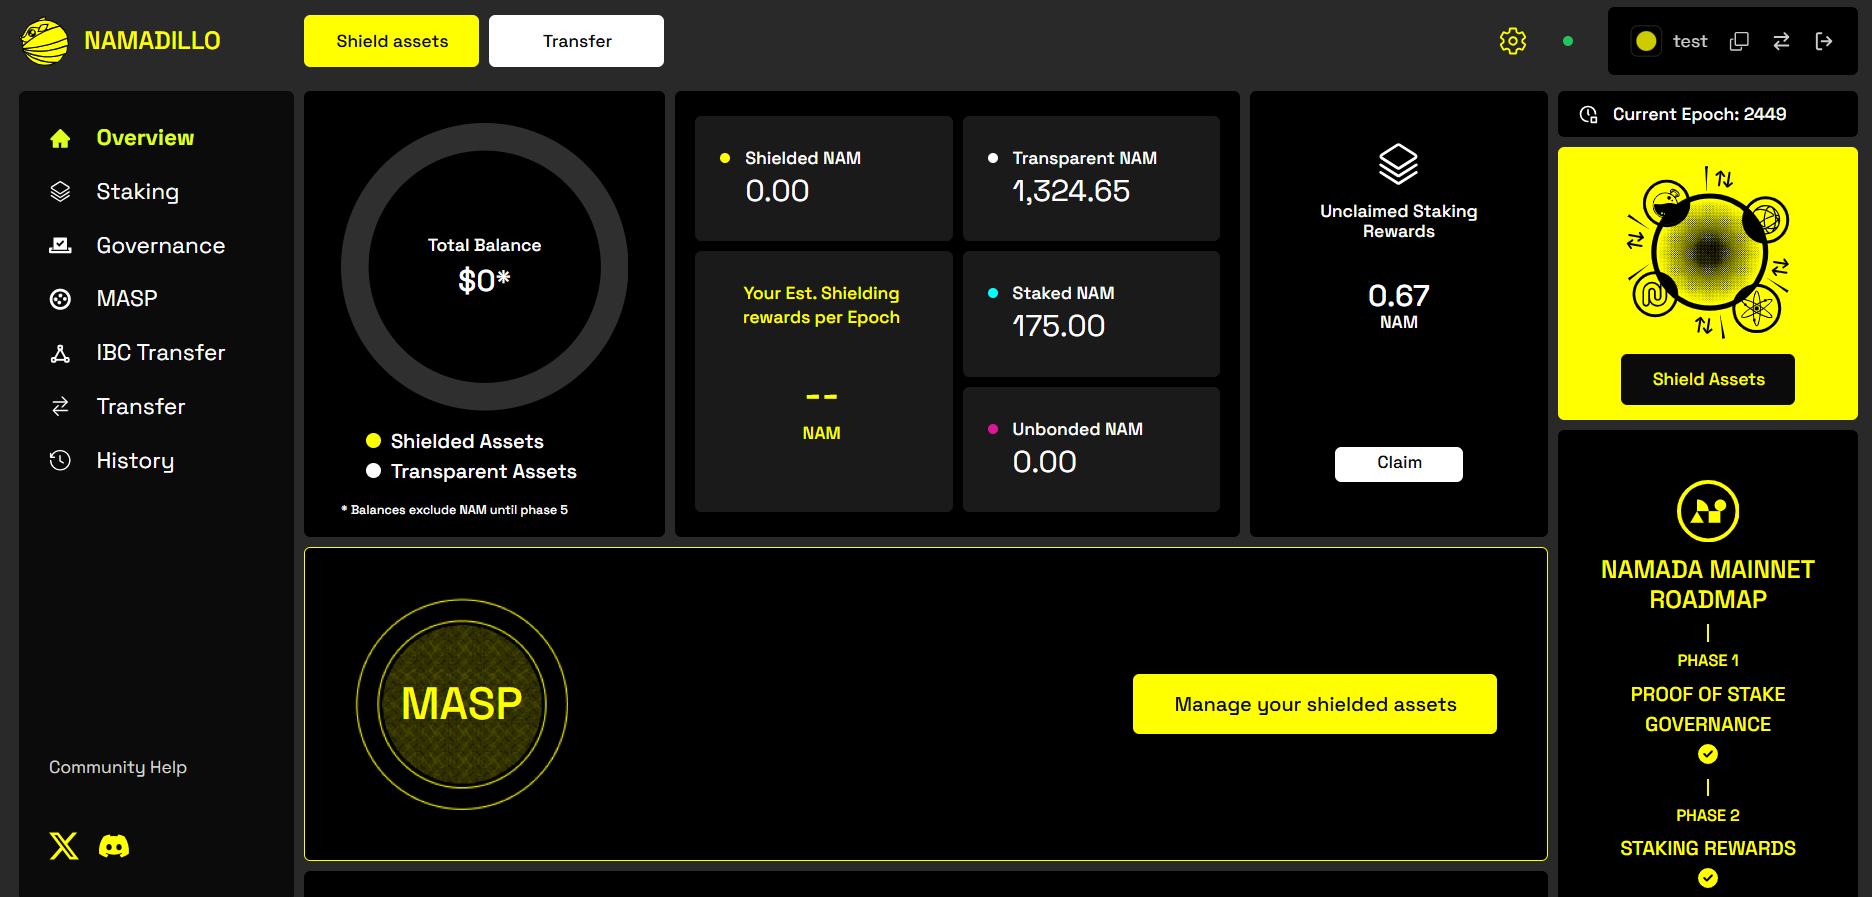 NAMADILLO
Shield assets
Transfer
test
Overview
Staking
Governance
MASP
IBC Transfer
Transfer
History
Community Help
Total Balance
$0*
Shielded Assets
Transparent Assets
* Balances exclude NAM until phase 5
Shielded NAM
0.00
Transparent NAM
1,324.65
Your Est. Shielding
rewards per Epoch
--
NAM
Staked NAM
175.00
Unbonded NAM
0.00
Unclaimed Staking
Rewards
0.67
NAM
Claim
MASP
Manage your shielded assets
Current Epoch: 2449
Shield Assets
NAMADA MAINNET
ROADMAP
PHASE 1
PROOF OF STAKE
GOVERNANCE
PHASE 2
STAKING REWARDS